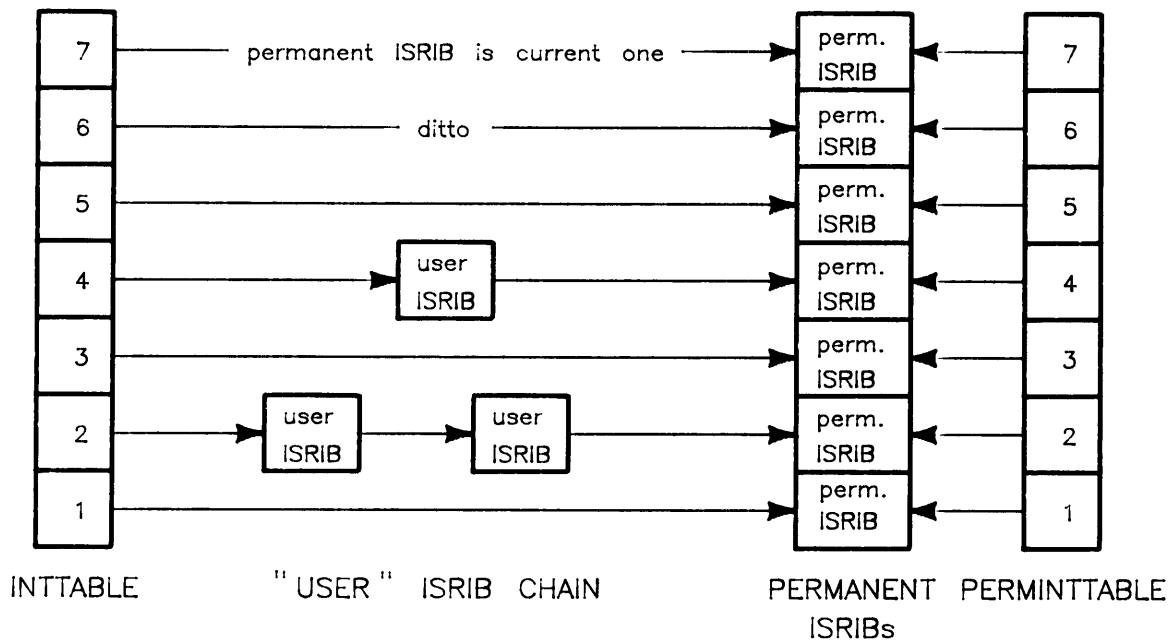 7 permanent ISRIB is current one perm. ISRIB 7
6 ditto perm. ISRIB 6
5 perm. ISRIB 5
4 user ISRIB perm. ISRIB 4
3 perm. ISRIB 3
2 user ISRIB user ISRIB perm. ISRIB 2
1 perm. ISRIB 1
INTTABLE "USER" ISRIB CHAIN PERMANENT ISRIBs PERMINTTABLE